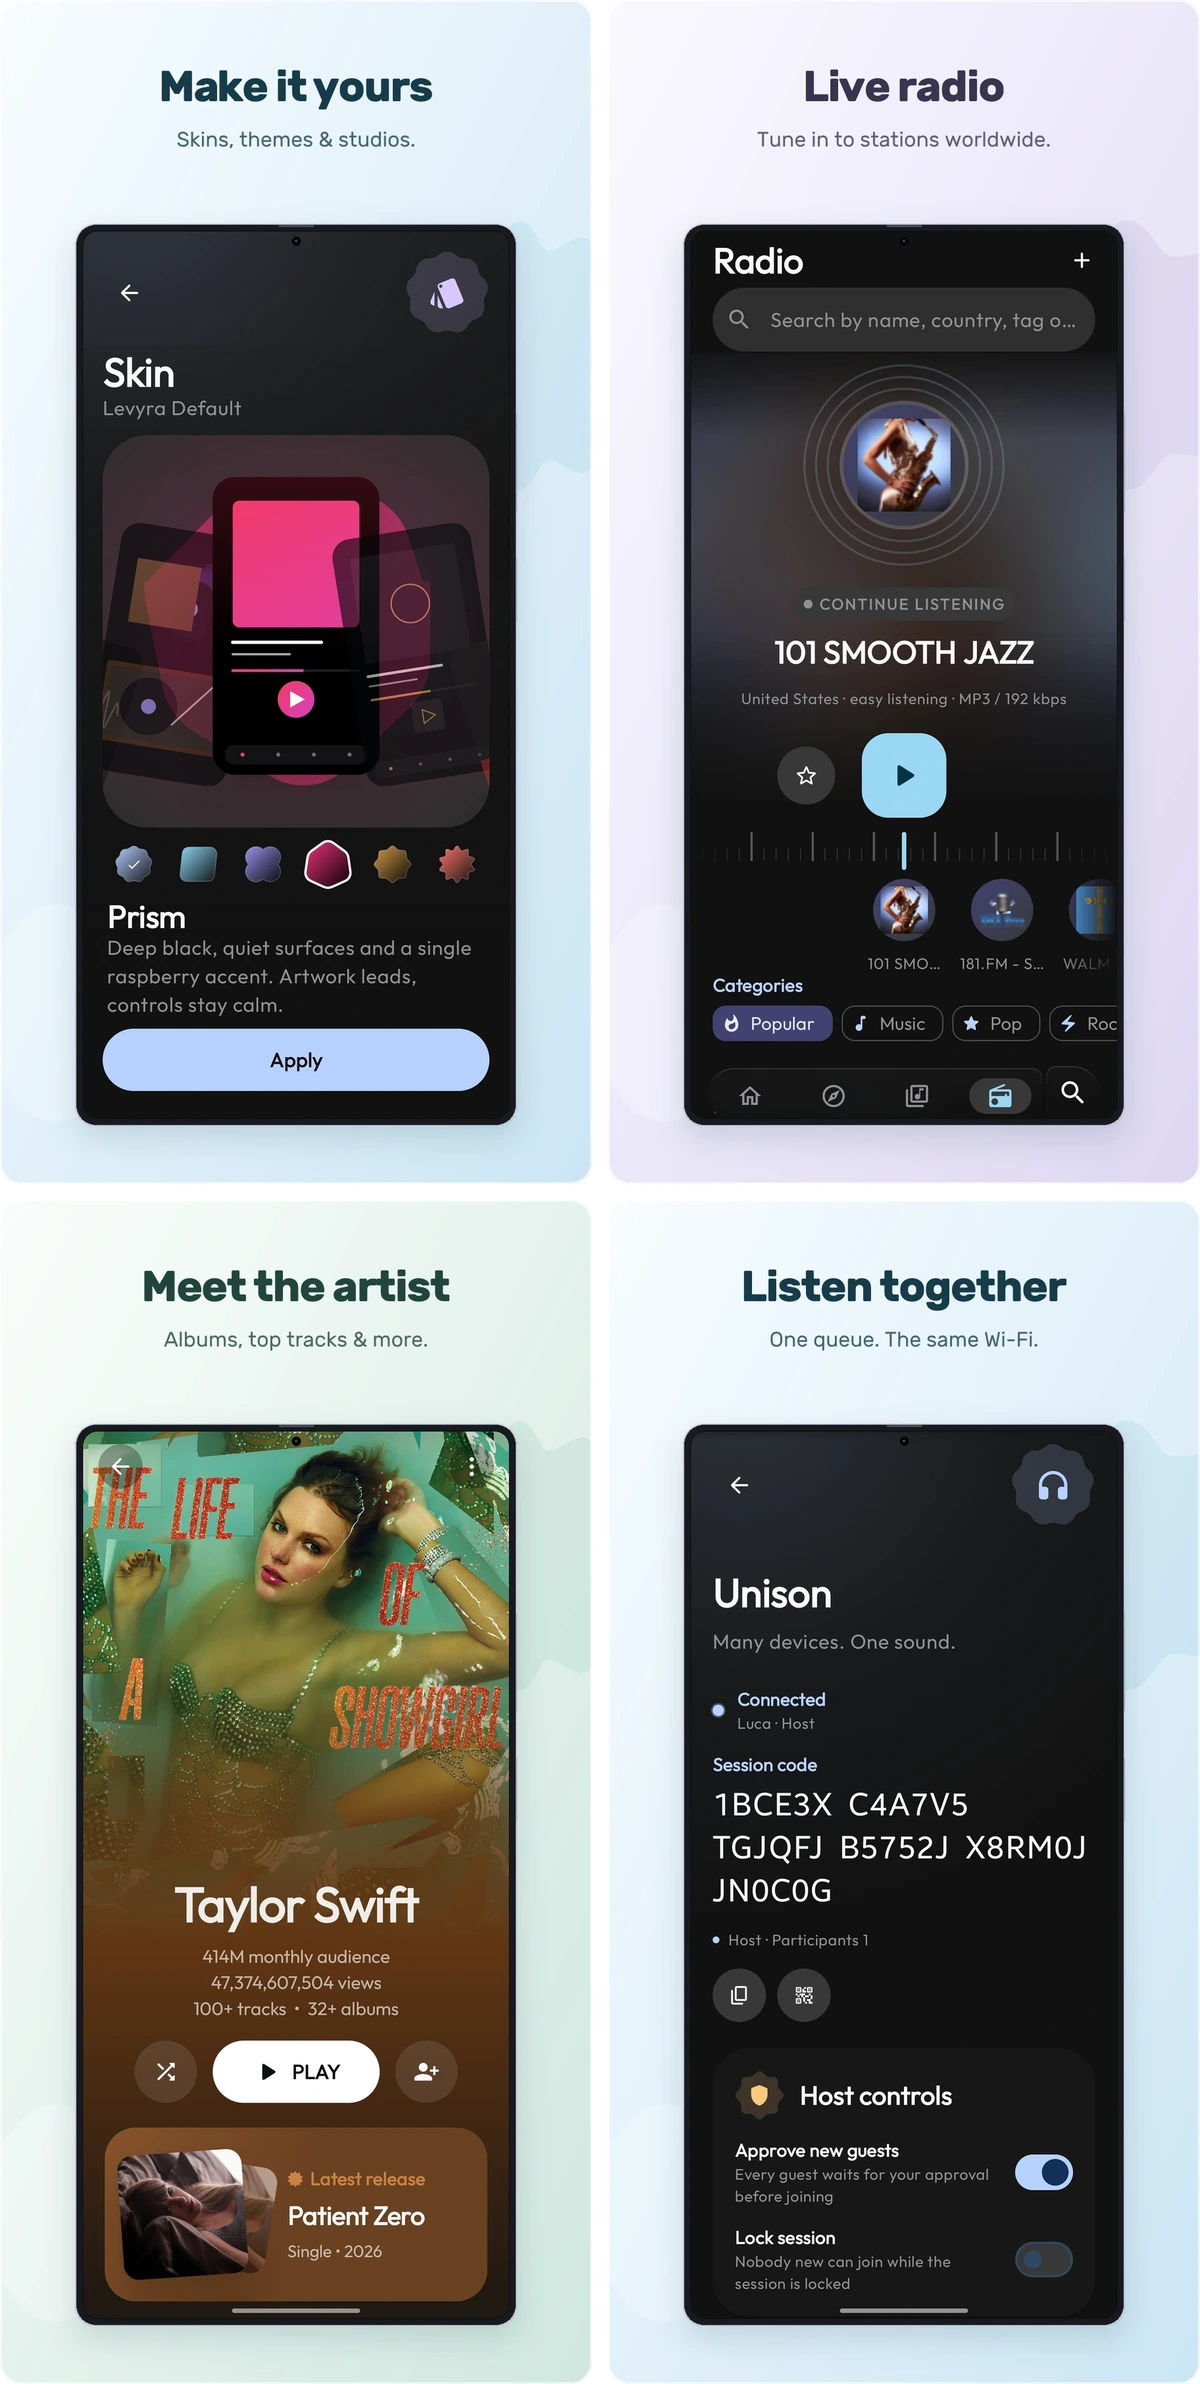 Make it yours
Skins, themes & studios.
Skin
Levyra Default
Prism
Deep black, quiet surfaces and a single
raspberry accent. Artwork leads,
controls stay calm.
Apply
Live radio
Tune in to stations worldwide.
Radio
Search by name, country, tag o...
CONTINUE LISTENING
101 SMOOTH JAZZ
United States · easy listening · MP3 / 192 kbps
101 SMO...
181.FM - S...
WALM
Categories
Popular
Music
Pop
Roc
Meet the artist
Albums, top tracks & more.
THE LIFE
OF
A
SHOWGIRL
Taylor Swift
414M monthly audience
47,374,607,504 views
100+ tracks • 32+ albums
PLAY
Latest release
Patient Zero
Single • 2026
Listen together
One queue. The same Wi-Fi.
Unison
Many devices. One sound.
Connected
Luca · Host
Session code
1BCE3X C4A7V5
TGJQFJ B5752J X8RM0J
JN0C0G
Host · Participants 1
Host controls
Approve new guests
Every guest waits for your approval
before joining
Lock session
Nobody new can join while the
session is locked